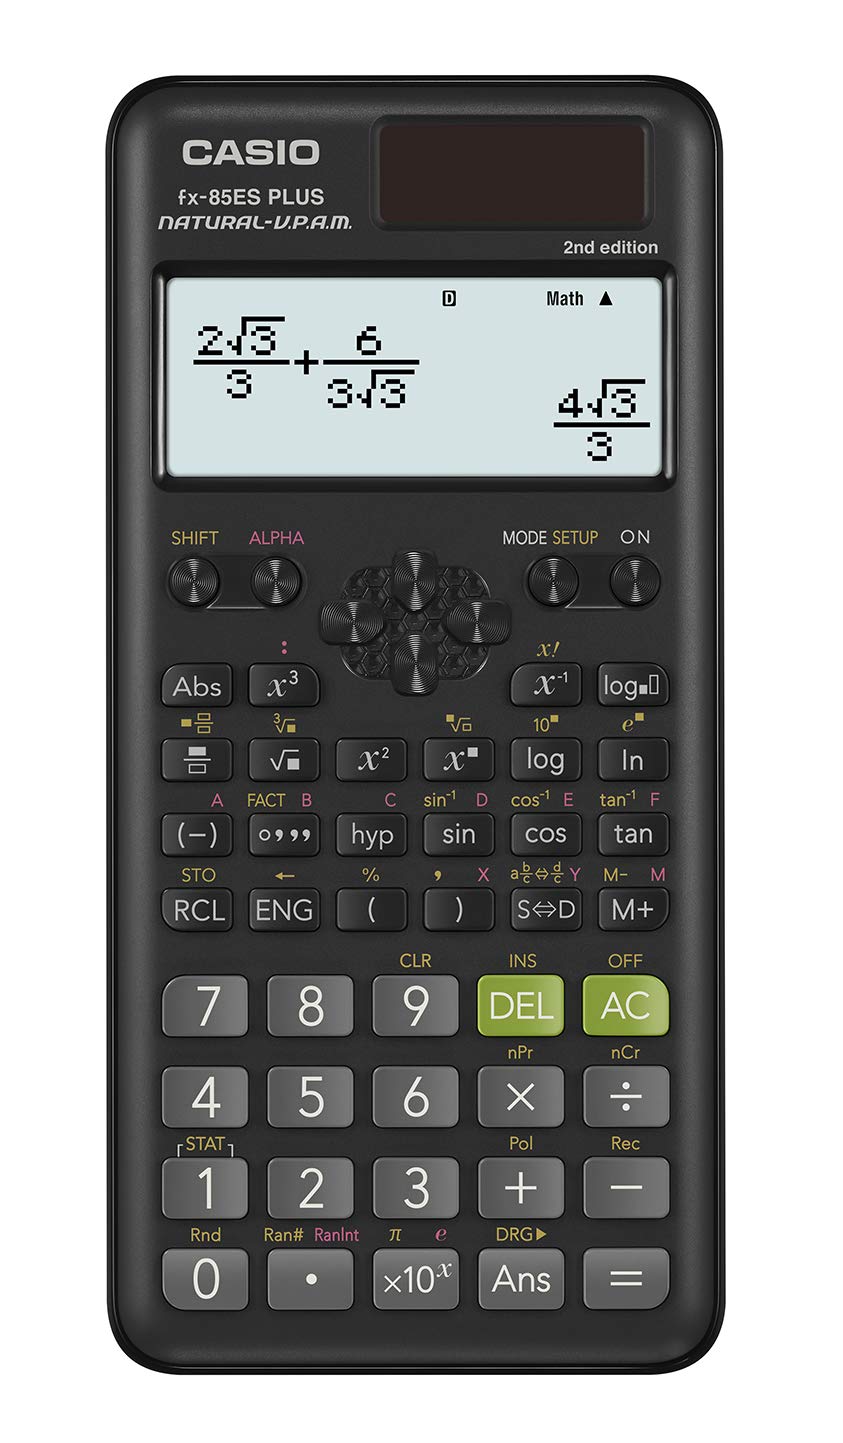 CASIO
fx-85ES PLUS
NATURAL-V.P.A.M.
2nd edition
D Math ▲
2√3/3+6/(3√3)
4√3/3
SHIFT ALPHA MODE SETUP ON
: x!
Abs x³ x⁻¹ log■□
■□/□ ³√■ ■√□ 10■ e■
■/□ √■ x² x■ log ln
A FACT B C sin⁻¹ D cos⁻¹ E tan⁻¹ F
(−) o,,, hyp sin cos tan
STO ← % , X a b/c⇔d/c Y M− M
RCL ENG ( ) S⇔D M+
CLR INS OFF
7 8 9 DEL AC
nPr nCr
4 5 6 × ÷
STAT Pol Rec
1 2 3 + −
Rnd Ran# RanInt π e DRG▶
0 • ×10ˣ Ans =